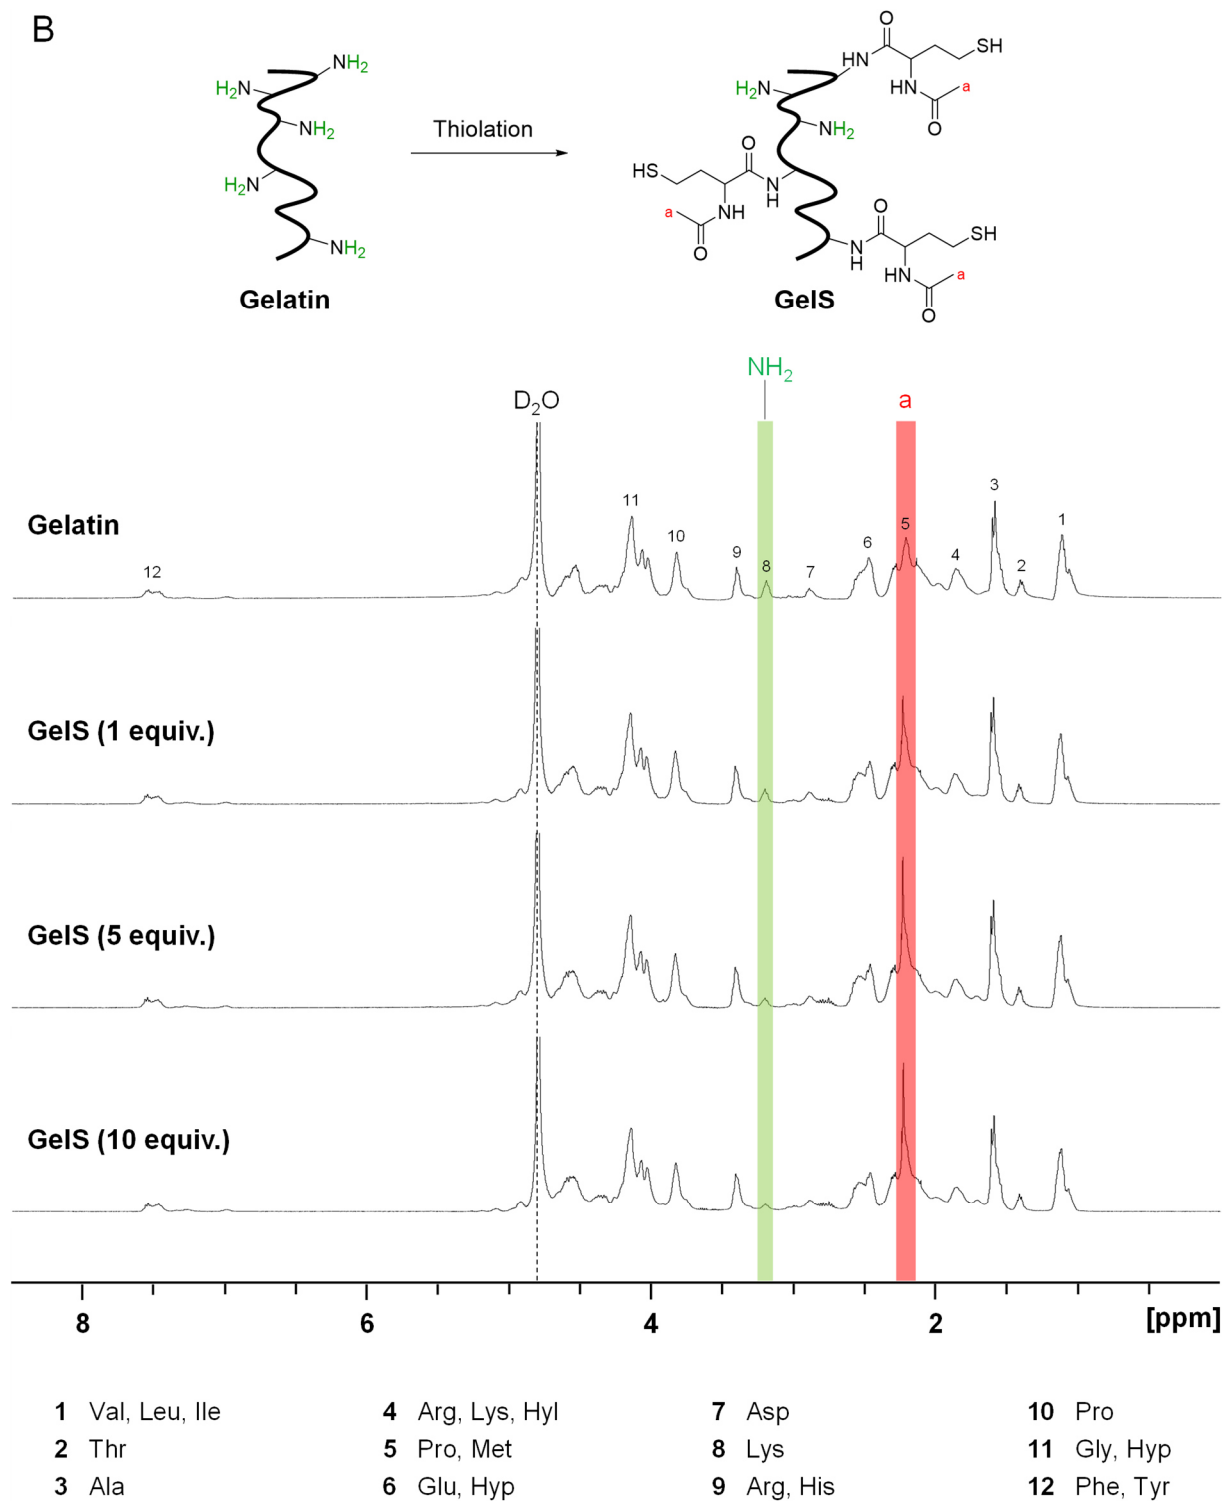 B
NH2
H2N
NH2
H2N
NH2
Gelatin
Thiolation
O
HN
SH
HN
a
O
H2N
NH2
HS
O
N
H
NH
a
O
O
N
H
SH
HN
a
O
GelS
NH2
D2O
a
Gelatin
12
11
10
9
8
7
6
5
4
3
2
1
GelS (1 equiv.)
GelS (5 equiv.)
GelS (10 equiv.)
8 6 4 2 [ppm]
1 Val, Leu, Ile
2 Thr
3 Ala
4 Arg, Lys, Hyl
5 Pro, Met
6 Glu, Hyp
7 Asp
8 Lys
9 Arg, His
10 Pro
11 Gly, Hyp
12 Phe, Tyr